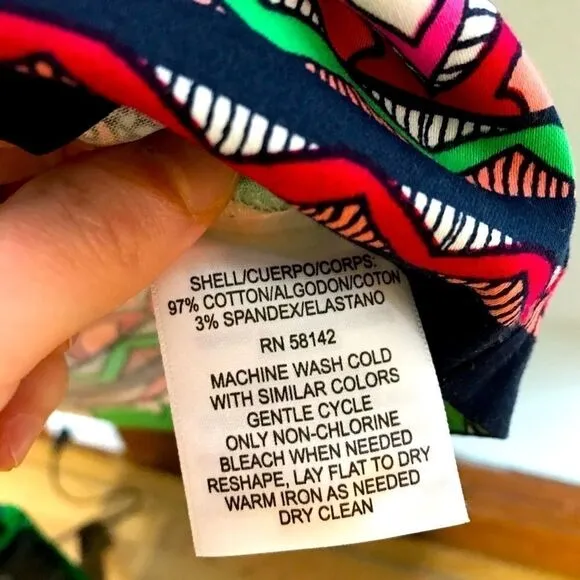 SHELL/CUERPO/CORPS:
97% COTTON/ALGODON/COTON
3% SPANDEX/ELASTANO
RN 58142
MACHINE WASH COLD
WITH SIMILAR COLORS
GENTLE CYCLE
ONLY NON-CHLORINE
BLEACH WHEN NEEDED
RESHAPE, LAY FLAT TO DRY
WARM IRON AS NEEDED
DRY CLEAN